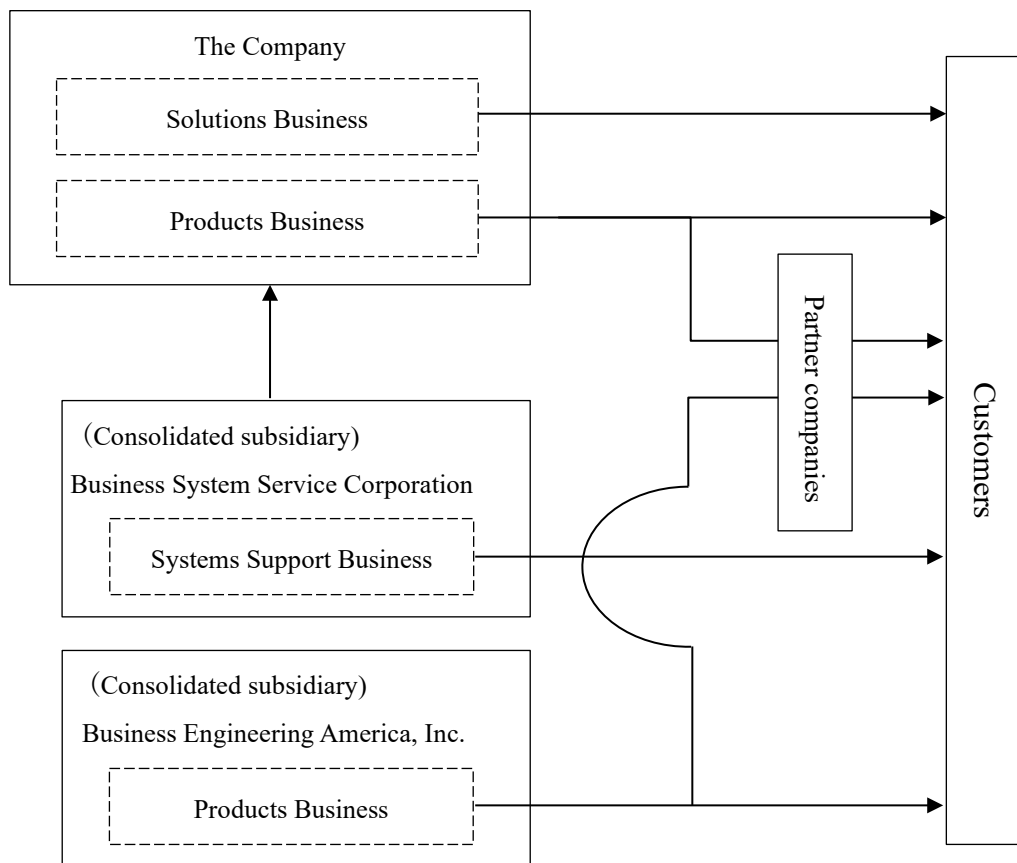 The Company
Solutions Business
Products Business
Partner companies
Customers
（Consolidated subsidiary)
Business System Service Corporation
Systems Support Business
（Consolidated subsidiary)
Business Engineering America, Inc.
Products Business